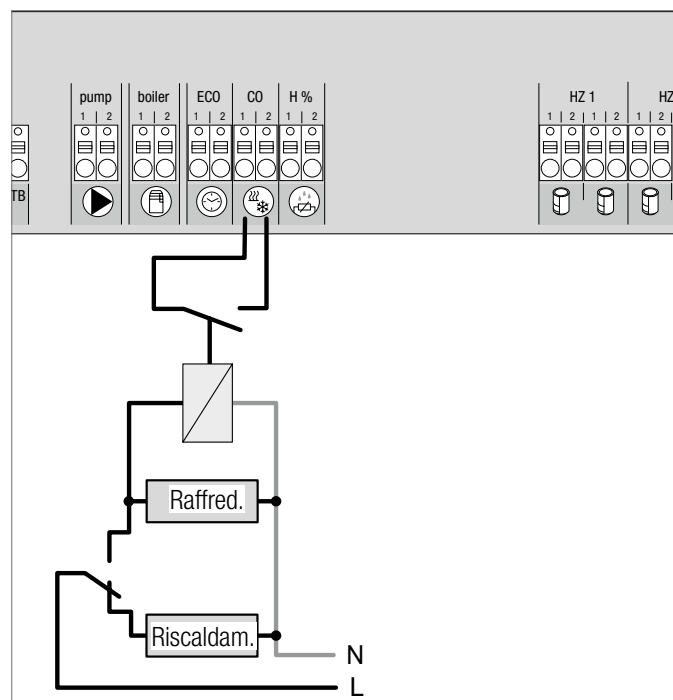 pump boiler ECO CO H % HZ 1 HZ
1 2 1 2 1 2 1 2 1 2 1 2 1 2 1 2
TB
Raffred.
Riscaldam.
N
L